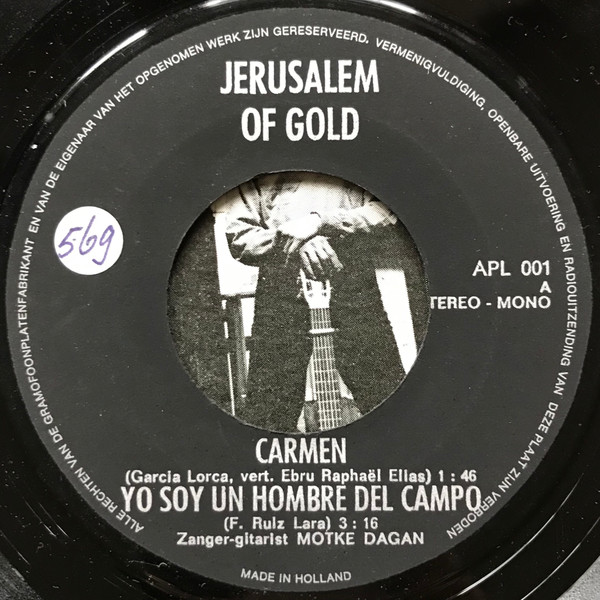 ALLE RECHTEN VAN DE GRAMOFOONPLATENFABRIKANT EN VAN DE EIGENAAR VAN HET OPGENOMEN WERK ZIJN GERESERVEERD. VERMENIGVULDIGING, OPENBARE UITVOERING EN RADIOUITZENDING VAN DEZE PLAAT ZIJN VERBODEN
JERUSALEM
OF GOLD
569
APL 001
A
TEREO - MONO
CARMEN
(Garcia Lorca, vert. Ebru Raphaël Elias) 1 : 46
YO SOY UN HOMBRE DEL CAMPO
(F. Ruiz Lara) 3 : 16
Zanger-gitarist MOTKE DAGAN
MADE IN HOLLAND